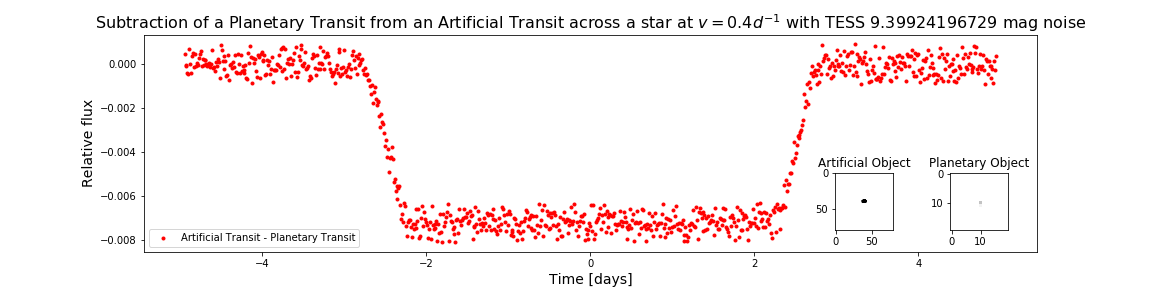 Subtraction of a Planetary Transit from an Artificial Transit across a star at v = 0.4d⁻¹ with TESS 9.39924196729 mag noise
Relative flux
0.000
−0.002
−0.004
−0.006
−0.008
Artificial Transit - Planetary Transit
Artificial Object
0
50
0 50
Planetary Object
0
10
0 10
−4 −2 0 2 4
Time [days]